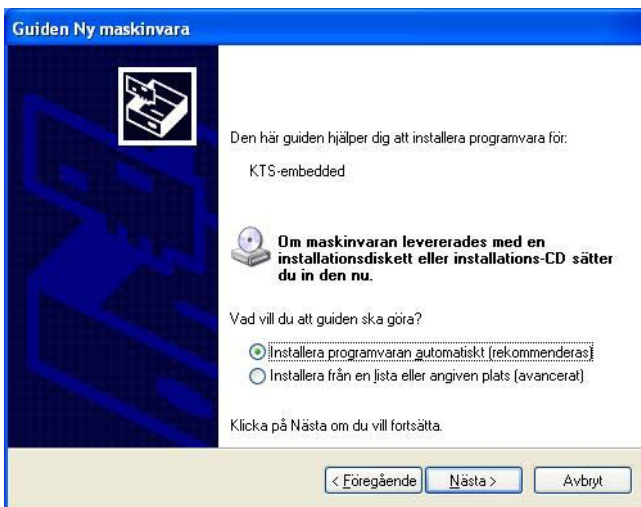 Guiden Ny maskinvara
Den här guiden hjälper dig att installera programvara för:
KTS-embedded
Om maskinvaran levererades med en
installationsdiskett eller installations-CD sätter
du in den nu.
Vad vill du att guiden ska göra?
Installera programvaran automatiskt (rekommenderas)
Installera från en lista eller angiven plats (avancerat)
Klicka på Nästa om du vill fortsätta.
< Föregående Nästa > Avbryt